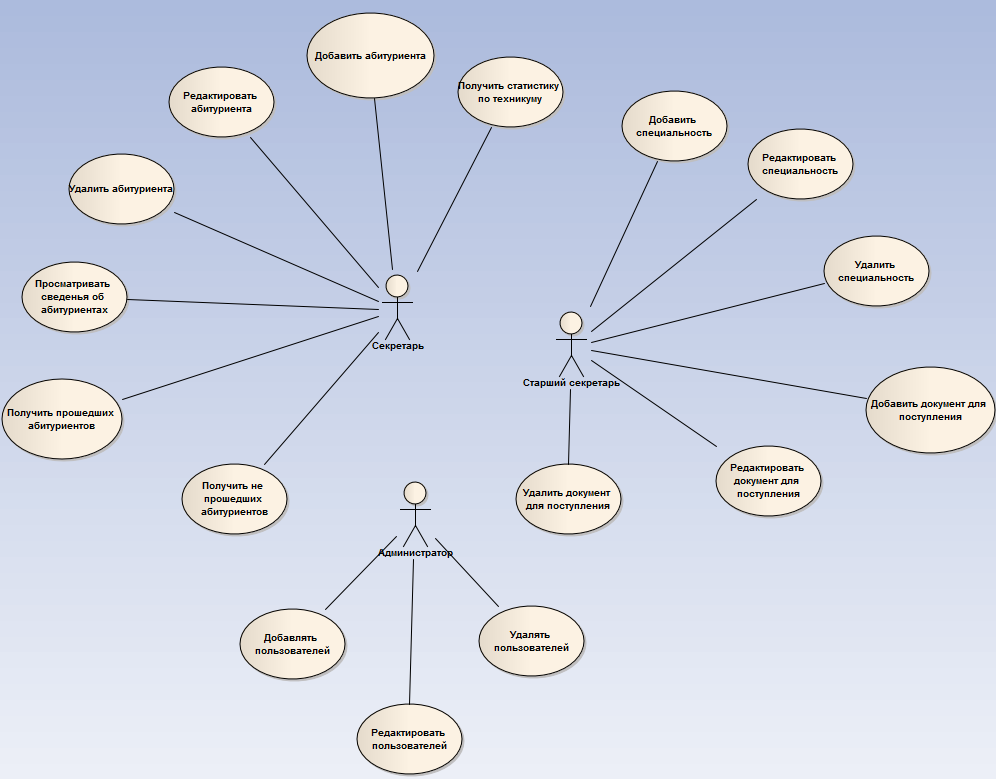 Добавить абитуриента
Получить статистику
по техникуму
Редактировать
абитуриента
Добавить
специальность
Редактировать
специальность
Удалить абитуриента
Удалить
специальность
Просматривать
сведенья об
абитуриентах
Секретарь
Старший секретарь
Получить прошедших
абитуриентов
Добавить документ для
поступления
Получить не
прошедших
абитуриентов
Удалить документ
для поступления
Редактировать
документ для
поступления
Администратор
Добавлять
пользователей
Удалять
пользователей
Редактировать
пользователей